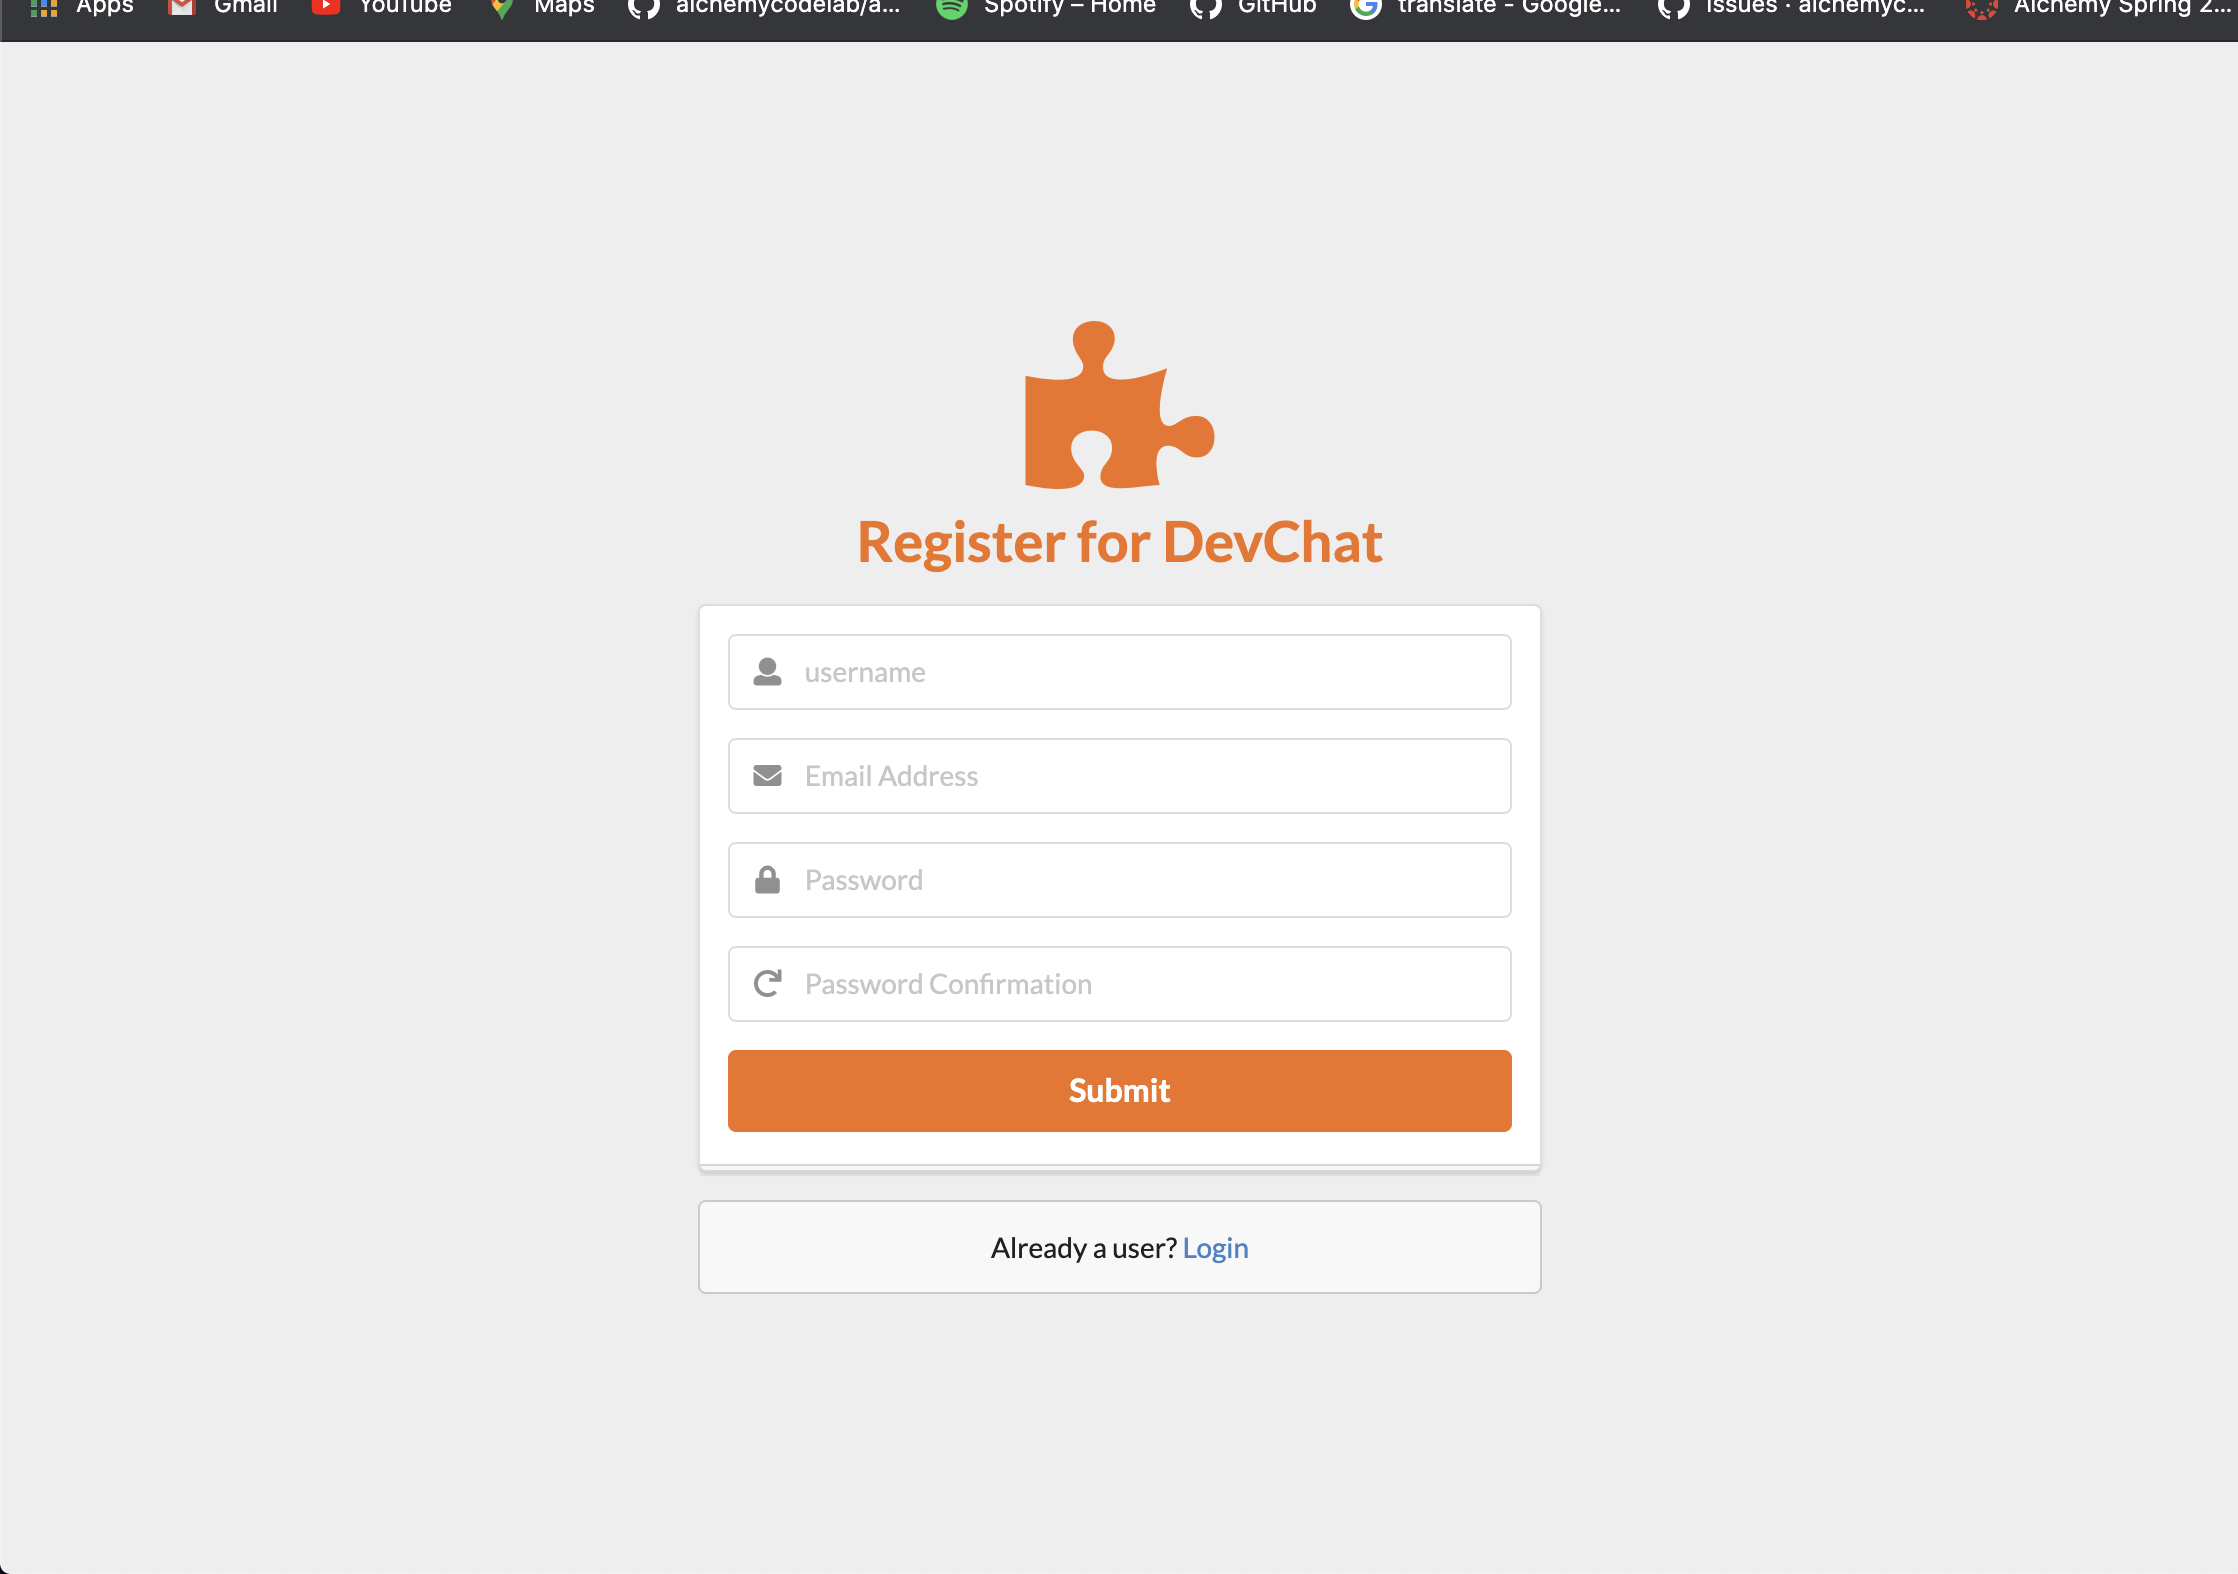 Apps Gmail YouTube Maps alchemycodelab/a... Spotify – Home GitHub translate - Google... Issues · alchemyc... Alchemy Spring 2...
Register for DevChat
username
Email Address
Password
Password Confirmation
Submit
Already a user? Login